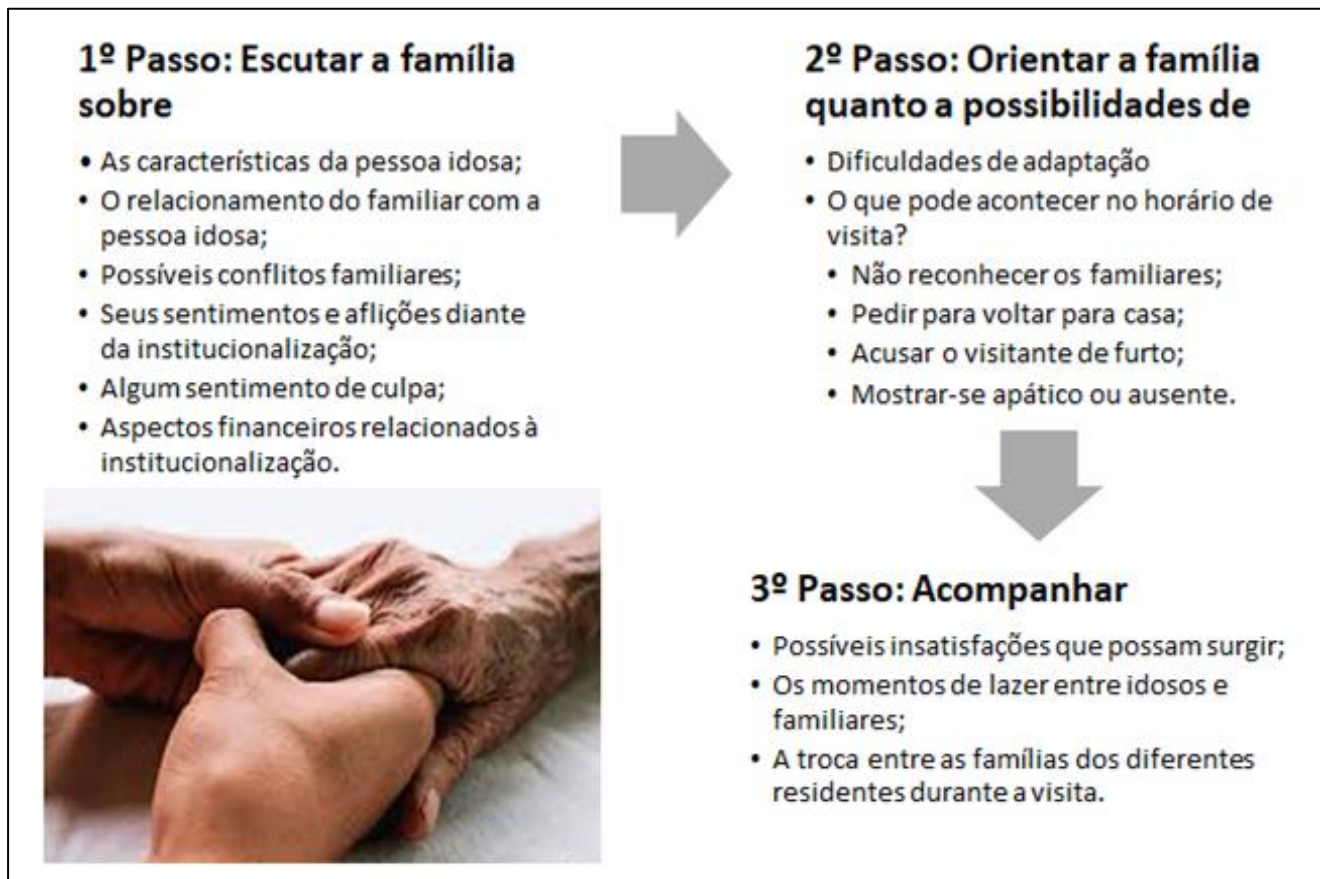 1º Passo: Escutar a família
sobre
• As características da pessoa idosa;
• O relacionamento do familiar com a
pessoa idosa;
• Possíveis conflitos familiares;
• Seus sentimentos e aflições diante
da institucionalização;
• Algum sentimento de culpa;
• Aspectos financeiros relacionados à
institucionalização.
2º Passo: Orientar a família
quanto a possibilidades de
• Dificuldades de adaptação
• O que pode acontecer no horário de
visita?
• Não reconhecer os familiares;
• Pedir para voltar para casa;
• Acusar o visitante de furto;
• Mostrar-se apático ou ausente.
3º Passo: Acompanhar
• Possíveis insatisfações que possam surgir;
• Os momentos de lazer entre idosos e
familiares;
• A troca entre as famílias dos diferentes
residentes durante a visita.